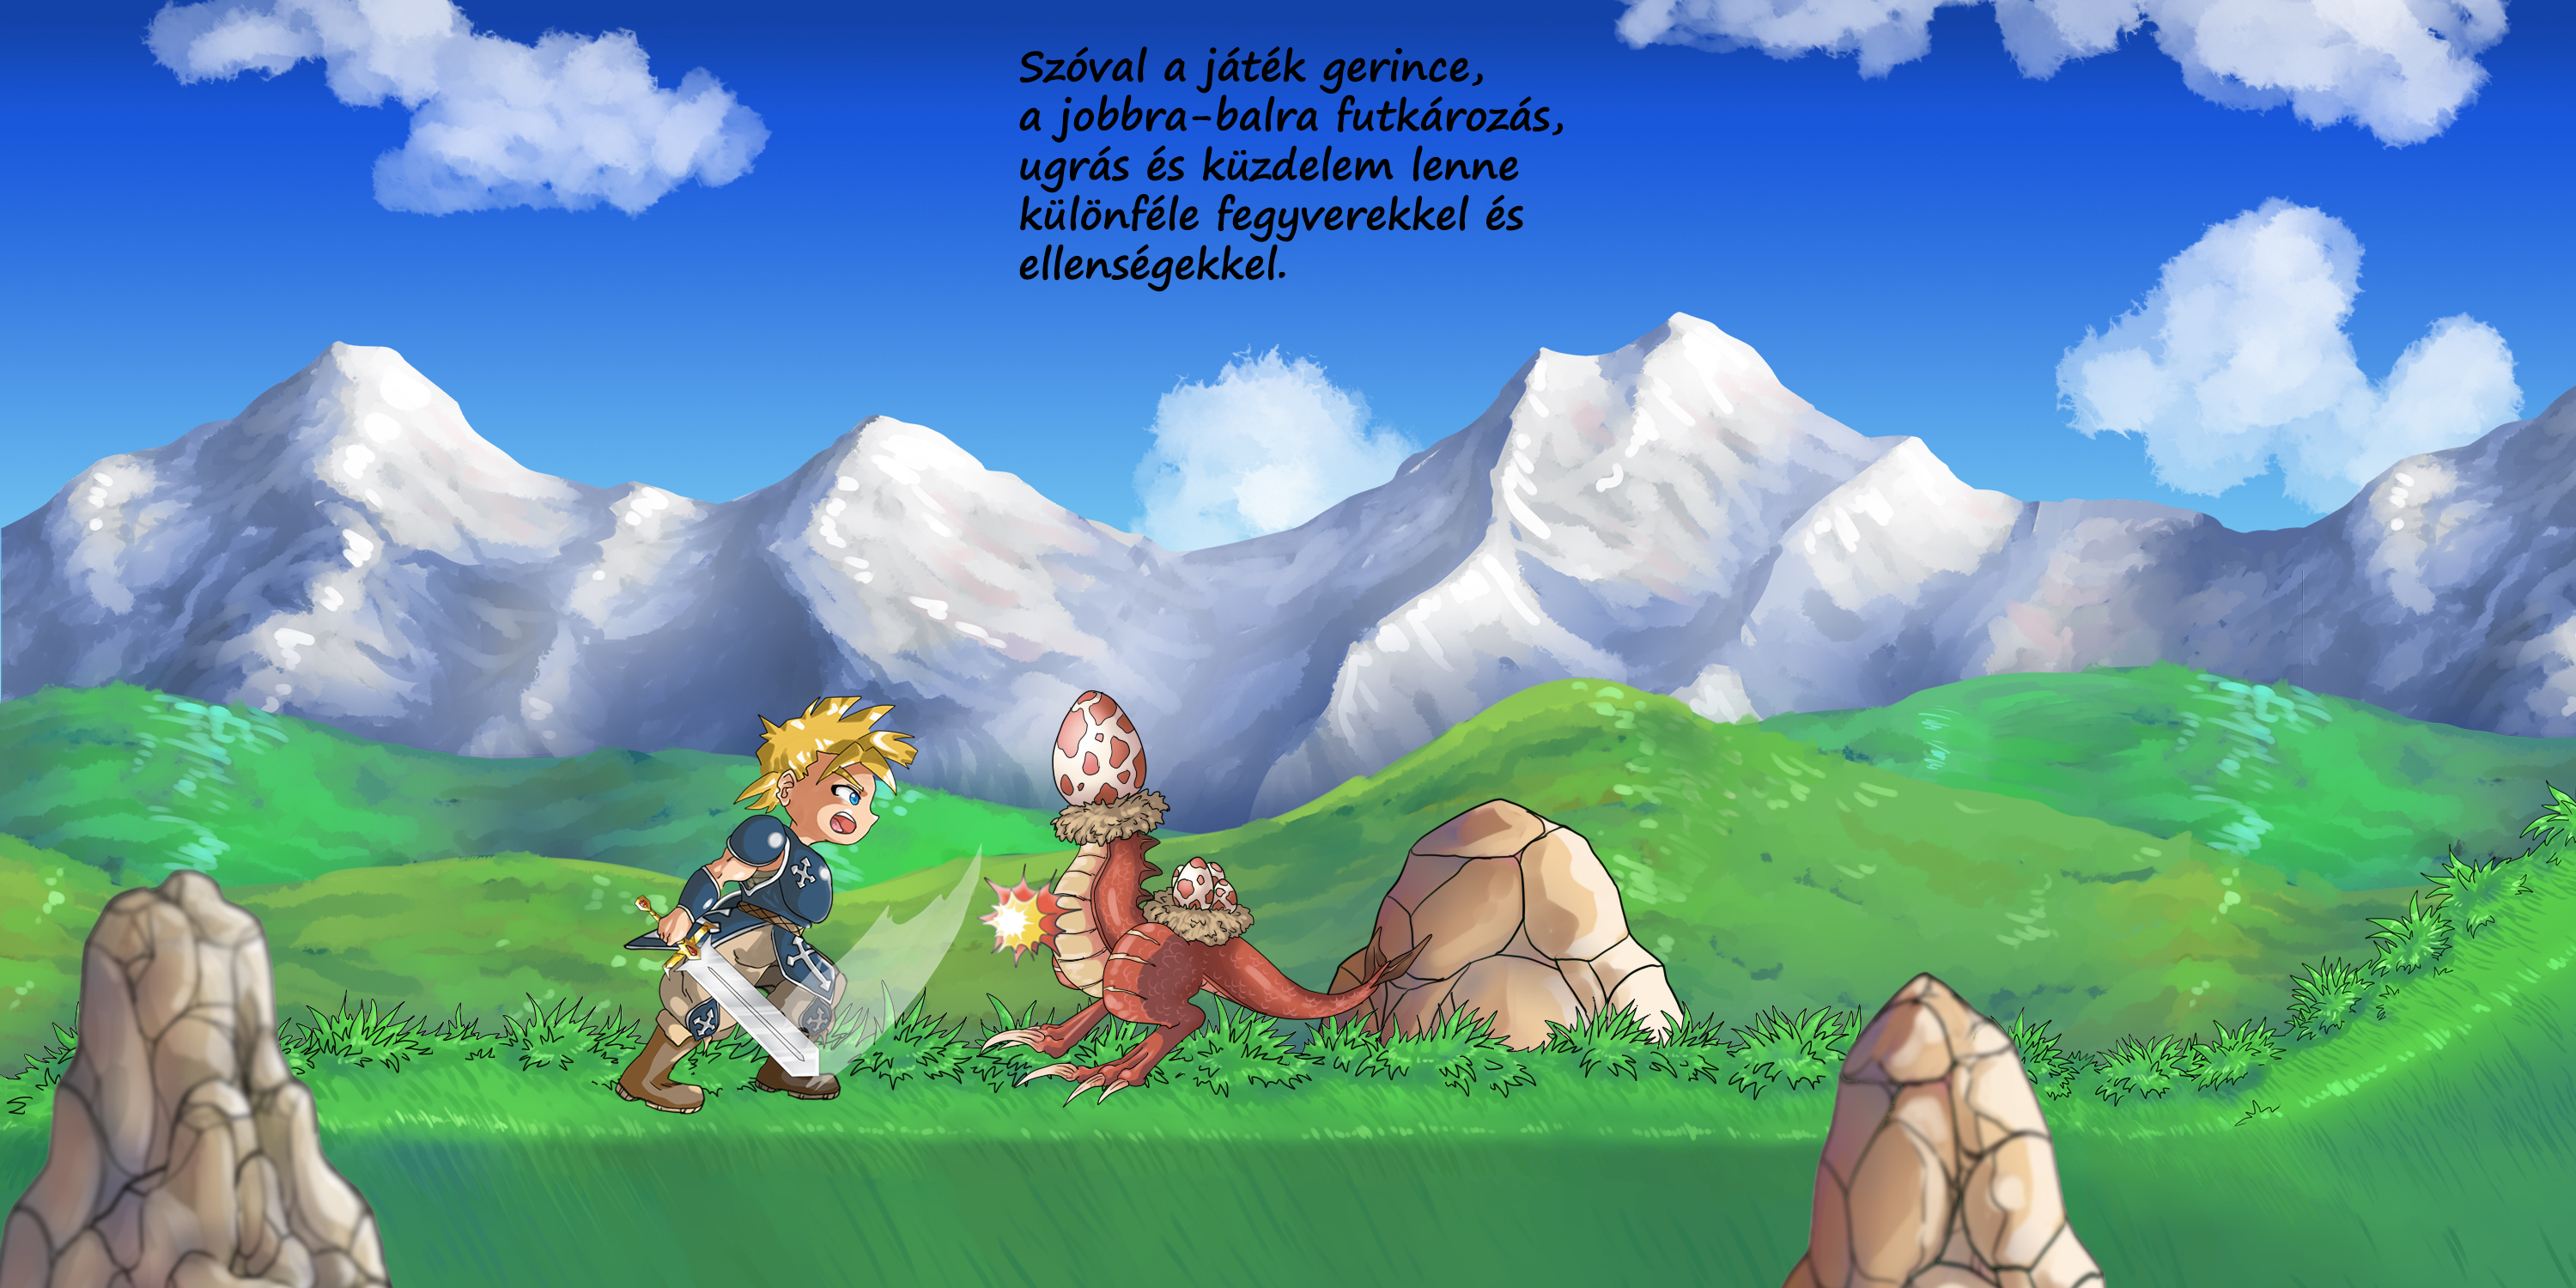 Szóval a játék gerince,
a jobbra-balra futkározás,
ugrás és küzdelem lenne
különféle fegyverekkel és
ellenségekkel.